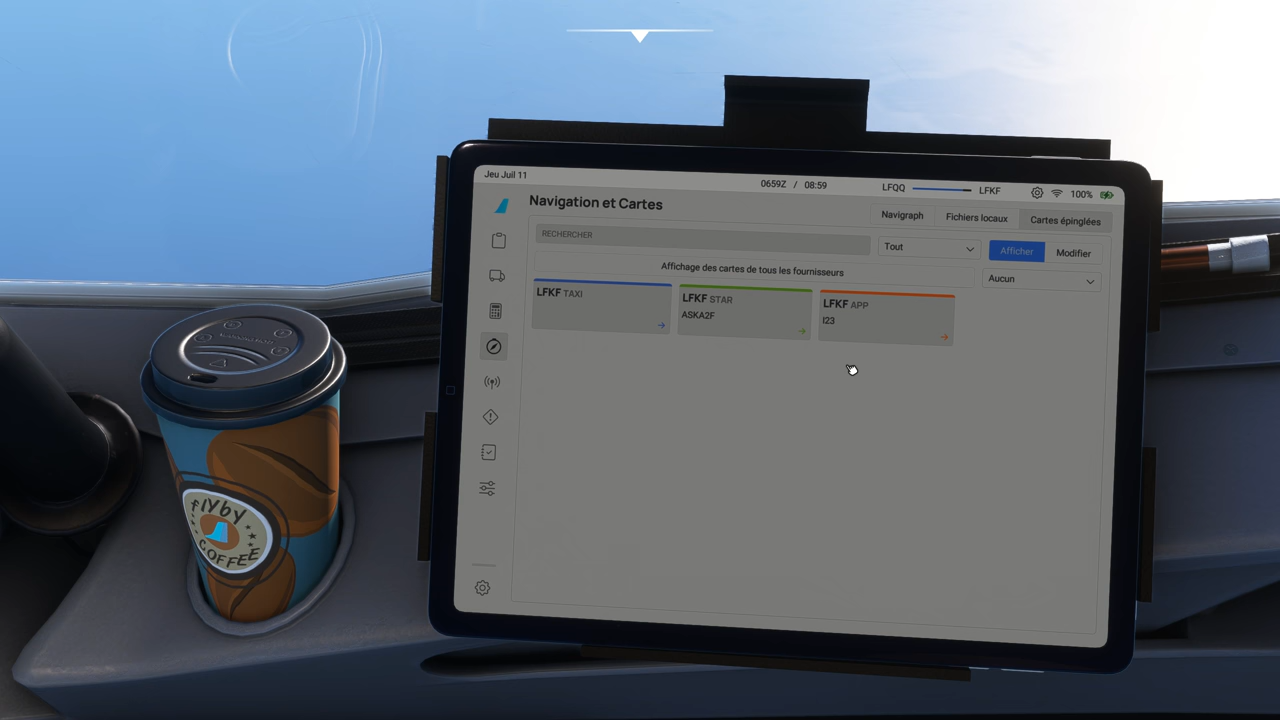 Jeu Juil 11
0659Z / 08:59
LFQQ
LFKF
100%
Navigation et Cartes
Navigraph
Fichiers locaux
Cartes épinglées
RECHERCHER
Tout
Afficher
Modifier
Affichage des cartes de tous les fournisseurs
Aucun
LFKF TAXI
LFKF STAR
ASKA2F
LFKF APP
I23
flyby
COFFEE